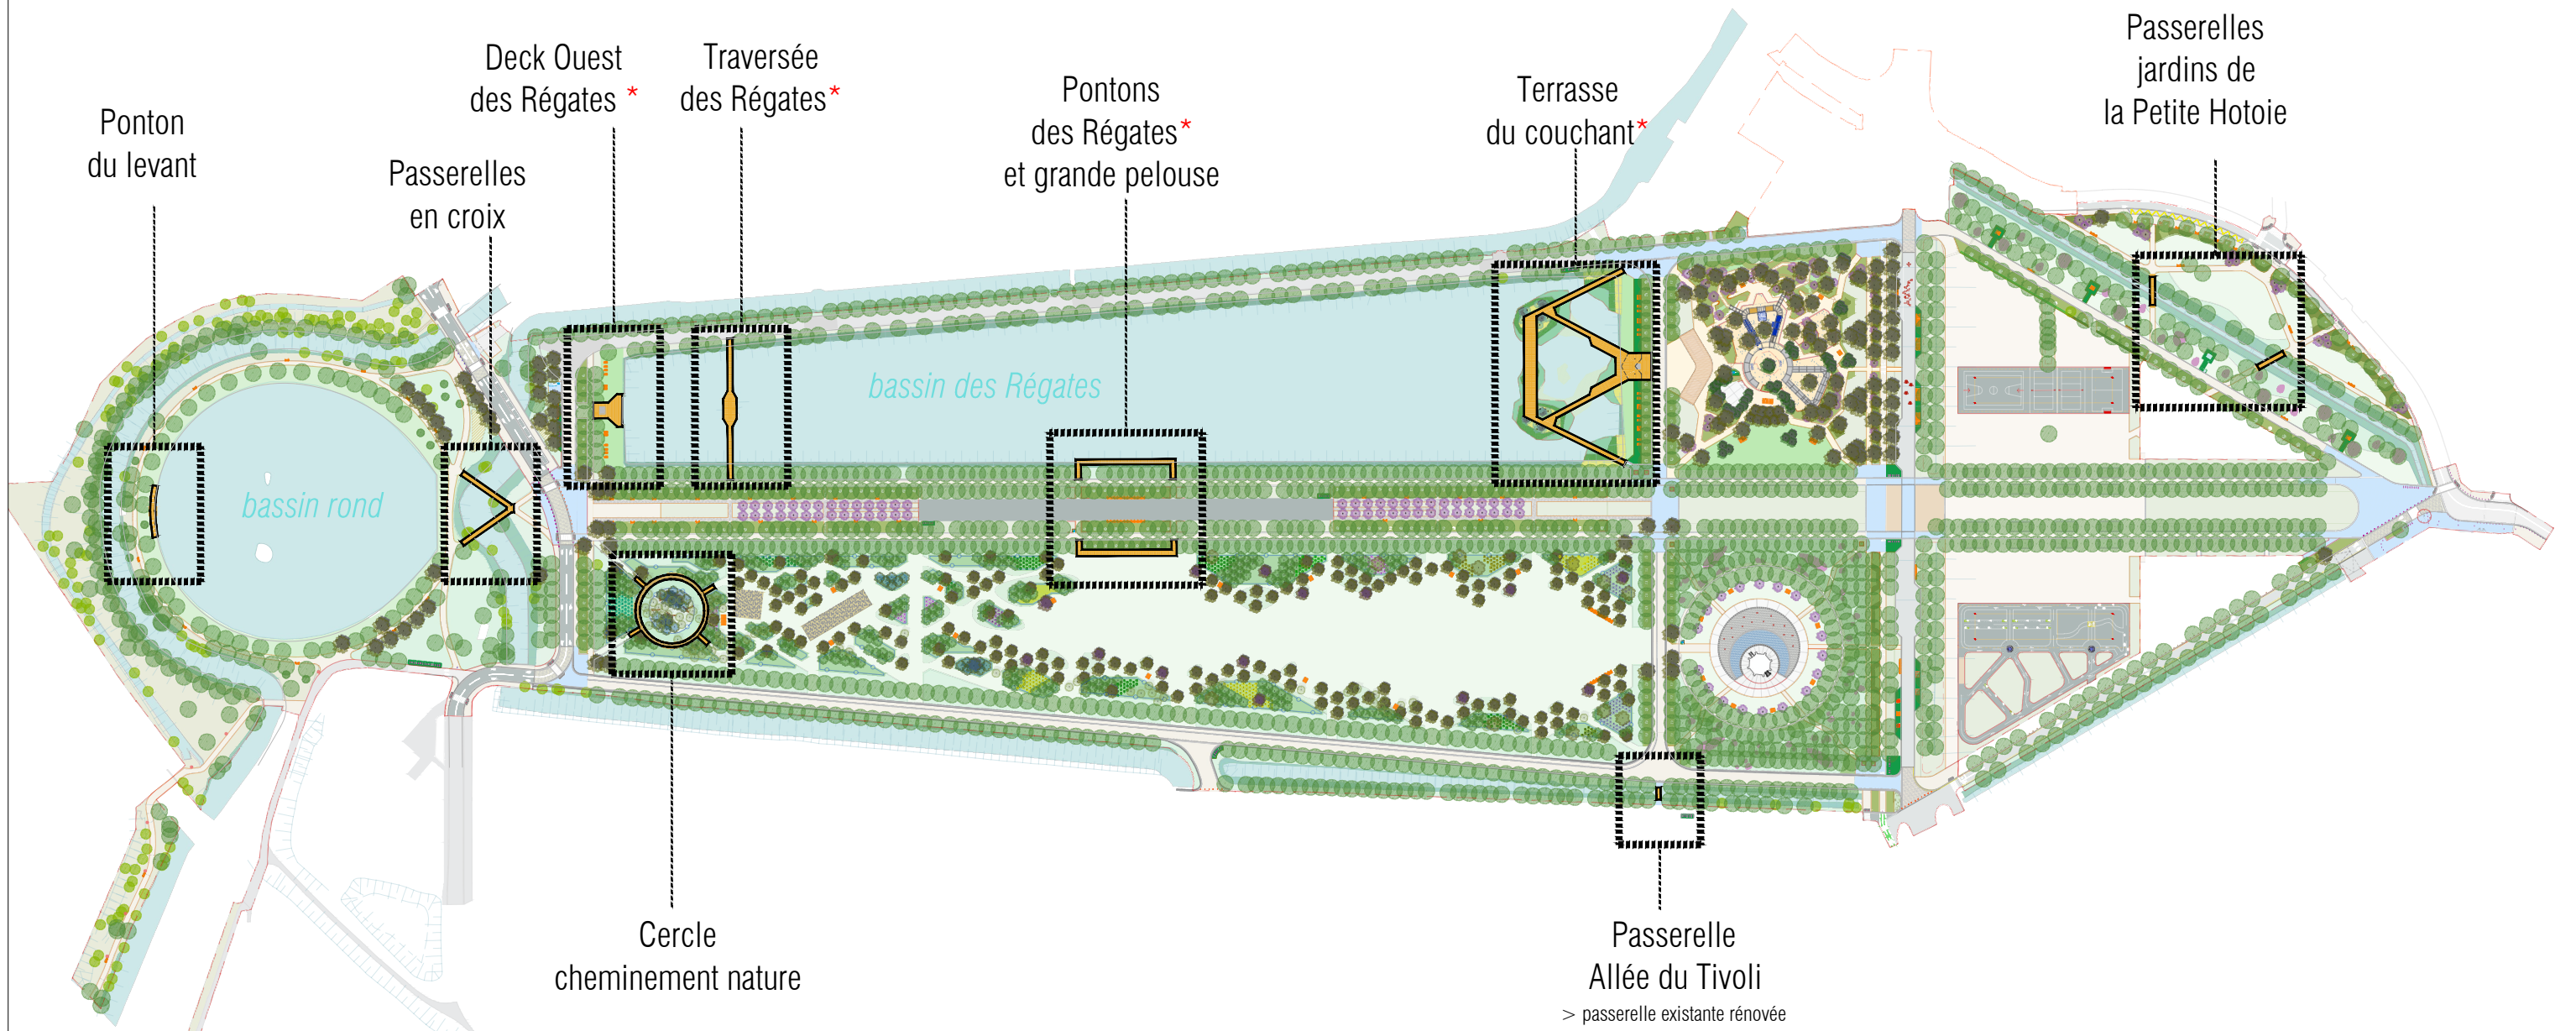 Ponton
du levant
Passerelles
en croix
Deck Ouest
des Régates *
Traversée
des Régates*
Pontons
des Régates*
et grande pelouse
Terrasse
du couchant*
Passerelles
jardins de
la Petite Hotoie
bassin rond
bassin des Régates
Cercle
cheminement nature
Passerelle
Allée du Tivoli
> passerelle existante rénovée